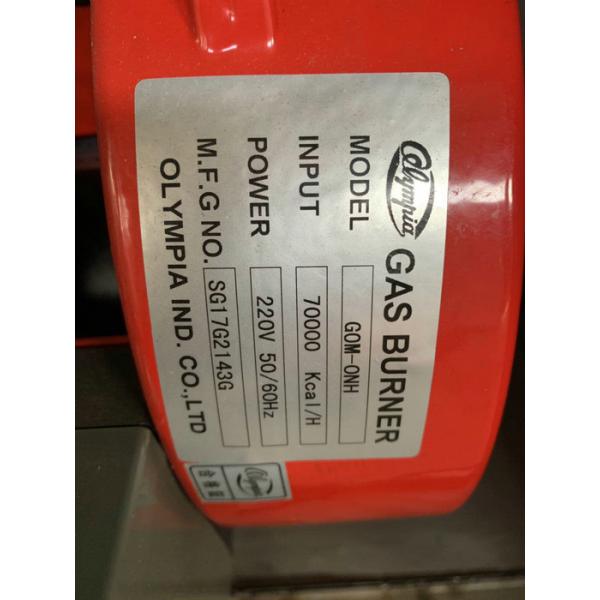 Olympia GAS BURNER
MODEL GOM-ONH
INPUT 70000 Kcal/H
POWER 220V 50/60Hz
M.F.G NO. SG17G2143G
OLYMPIA IND. CO.,LTD
Olympia